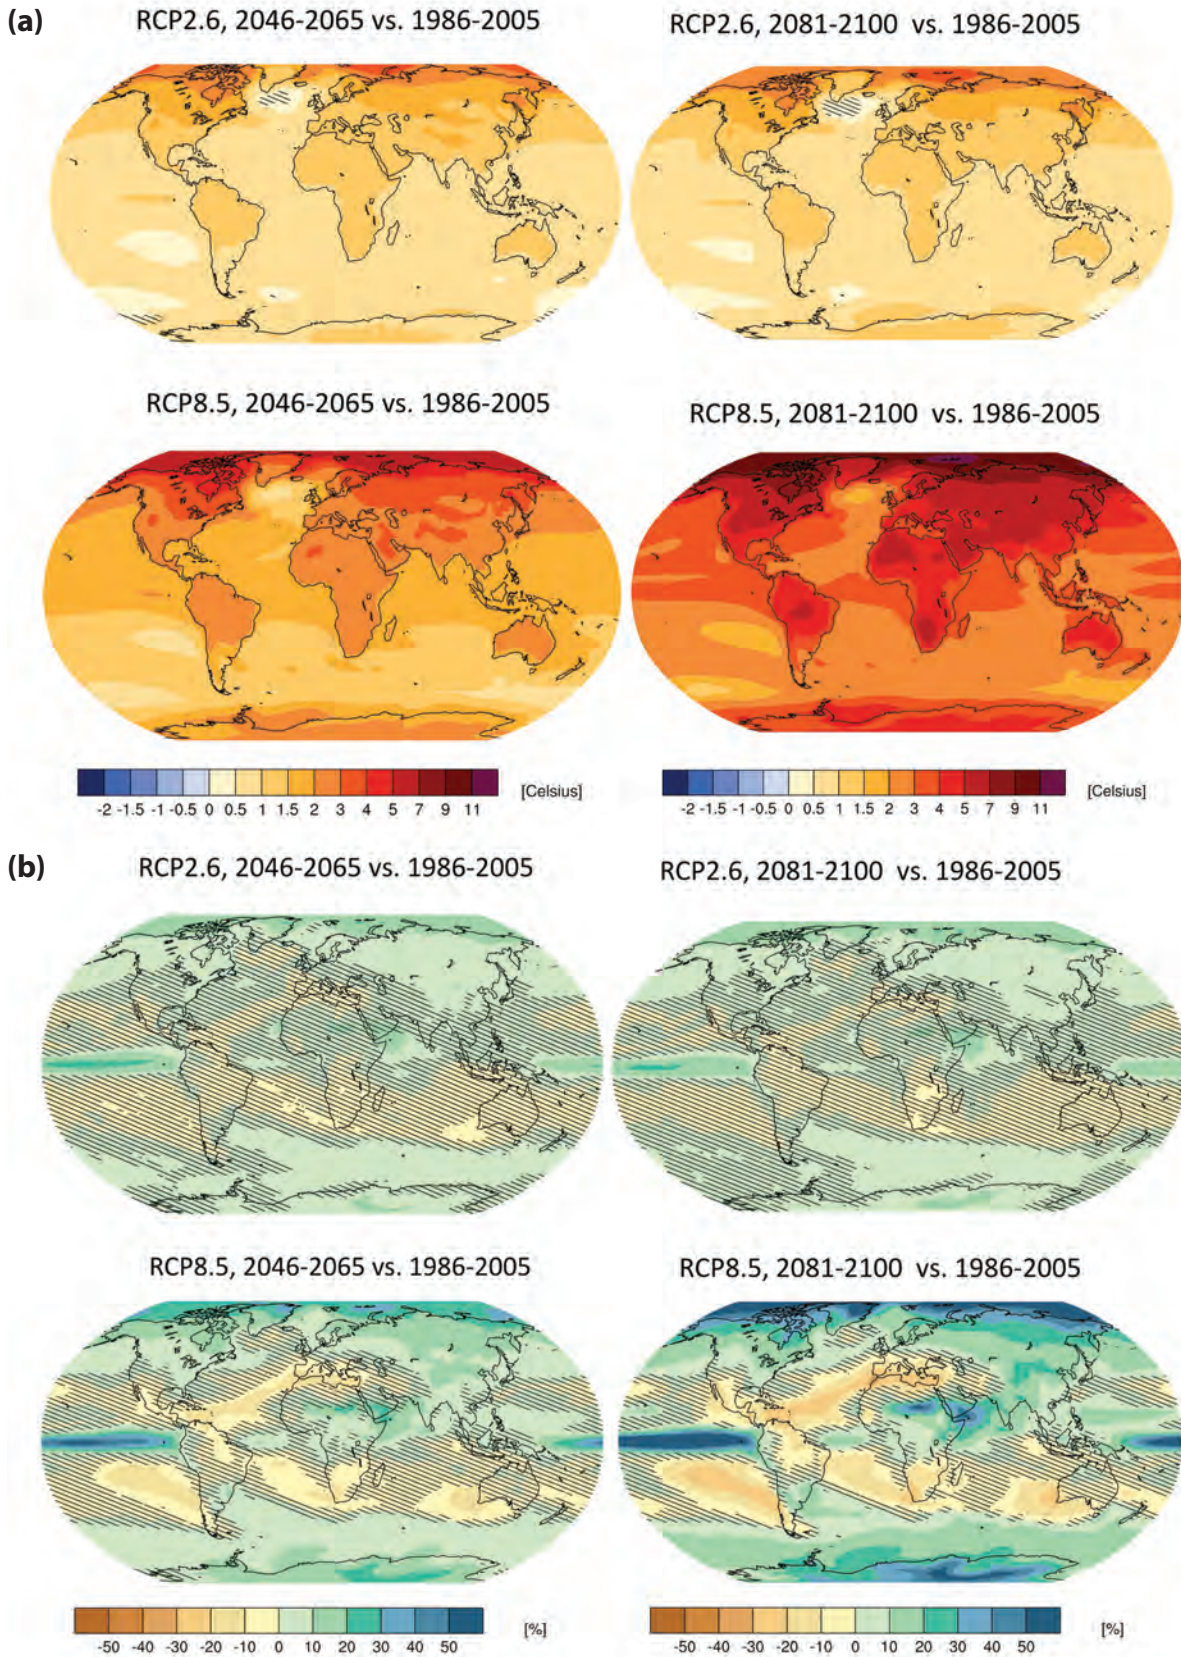 (a)
RCP2.6, 2046-2065 vs. 1986-2005
RCP2.6, 2081-2100 vs. 1986-2005
RCP8.5, 2046-2065 vs. 1986-2005
RCP8.5, 2081-2100 vs. 1986-2005
-2 -1.5 -1 -0.5 0 0.5 1 1.5 2 3 4 5 7 9 11 [Celsius]
-2 -1.5 -1 -0.5 0 0.5 1 1.5 2 3 4 5 7 9 11 [Celsius]
(b)
RCP2.6, 2046-2065 vs. 1986-2005
RCP2.6, 2081-2100 vs. 1986-2005
RCP8.5, 2046-2065 vs. 1986-2005
RCP8.5, 2081-2100 vs. 1986-2005
-50 -40 -30 -20 -10 0 10 20 30 40 50 [%]
-50 -40 -30 -20 -10 0 10 20 30 40 50 [%]